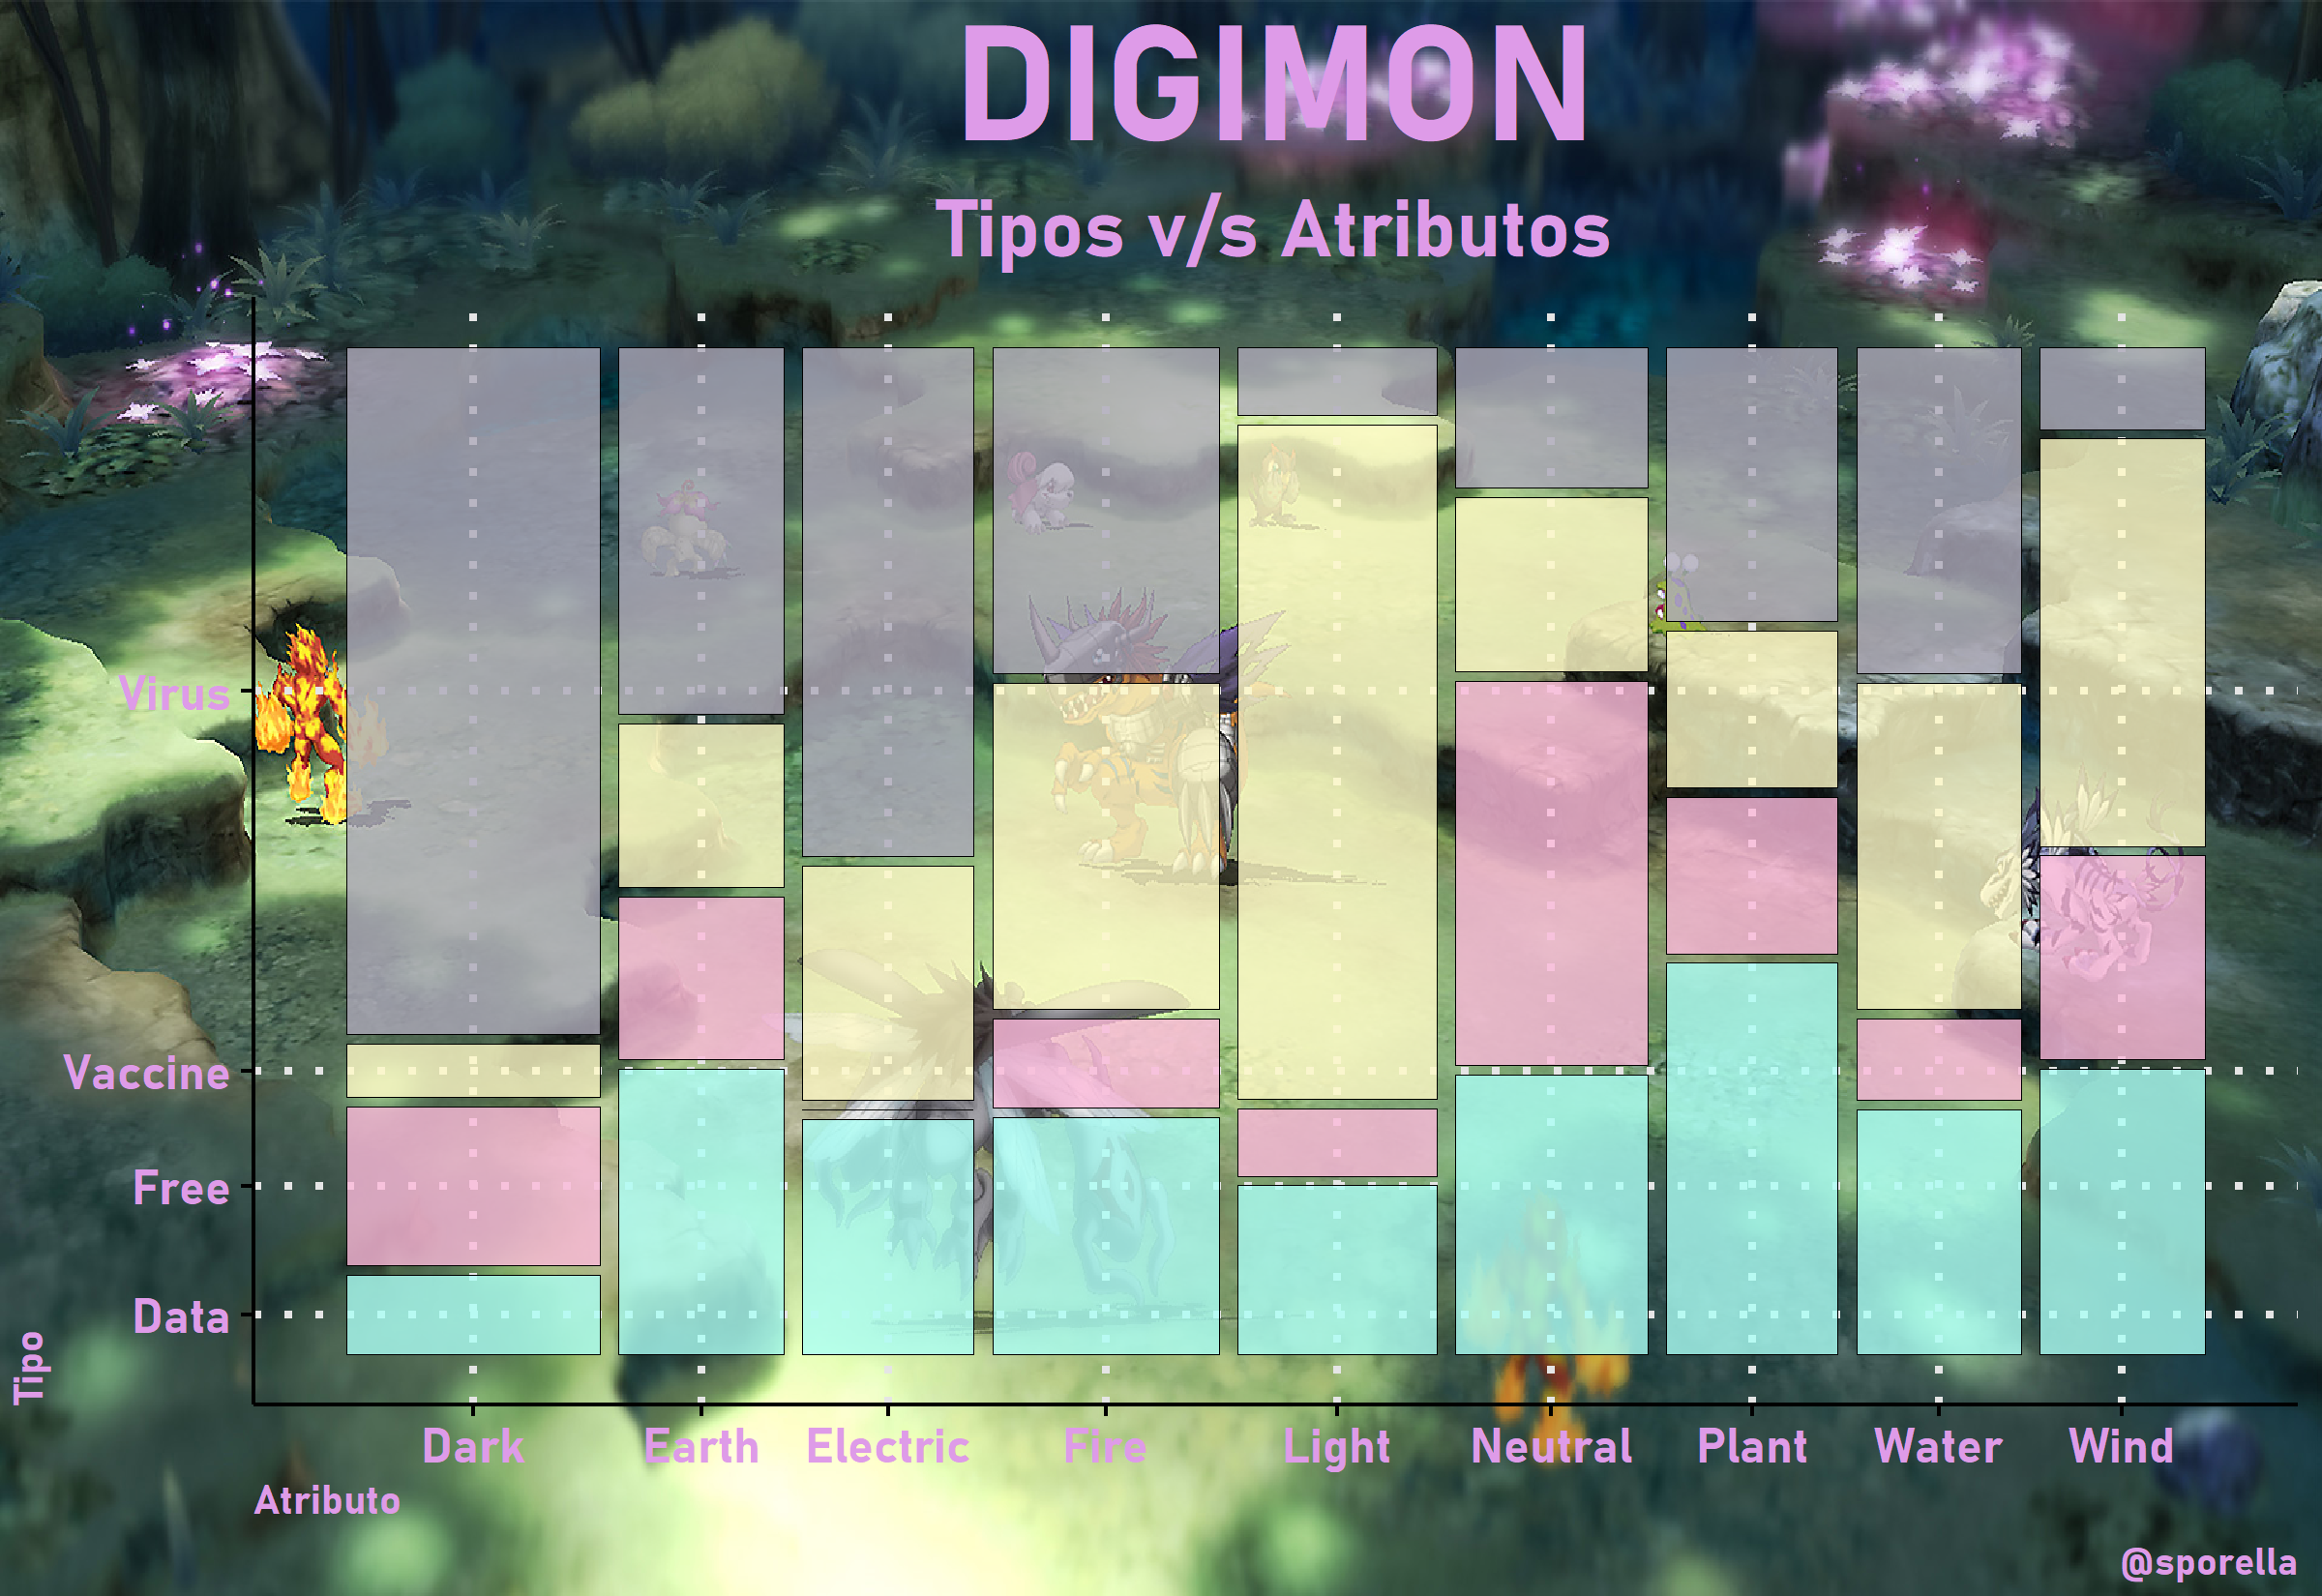 DIGIMON
Tipos v/s Atributos
Virus
Vaccine
Free
Data
Tipo
Dark Earth Electric Fire Light Neutral Plant Water Wind
Atributo
@sporella